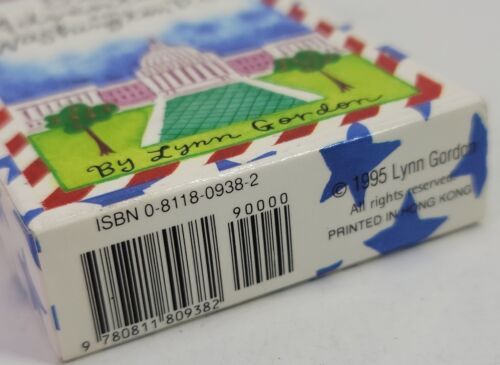 By Lynn Gordon
ISBN 0-8118-0938-2
90000
9 780811 809382
© 1995 Lynn Gordon
All rights reserved.
PRINTED IN HONG KONG